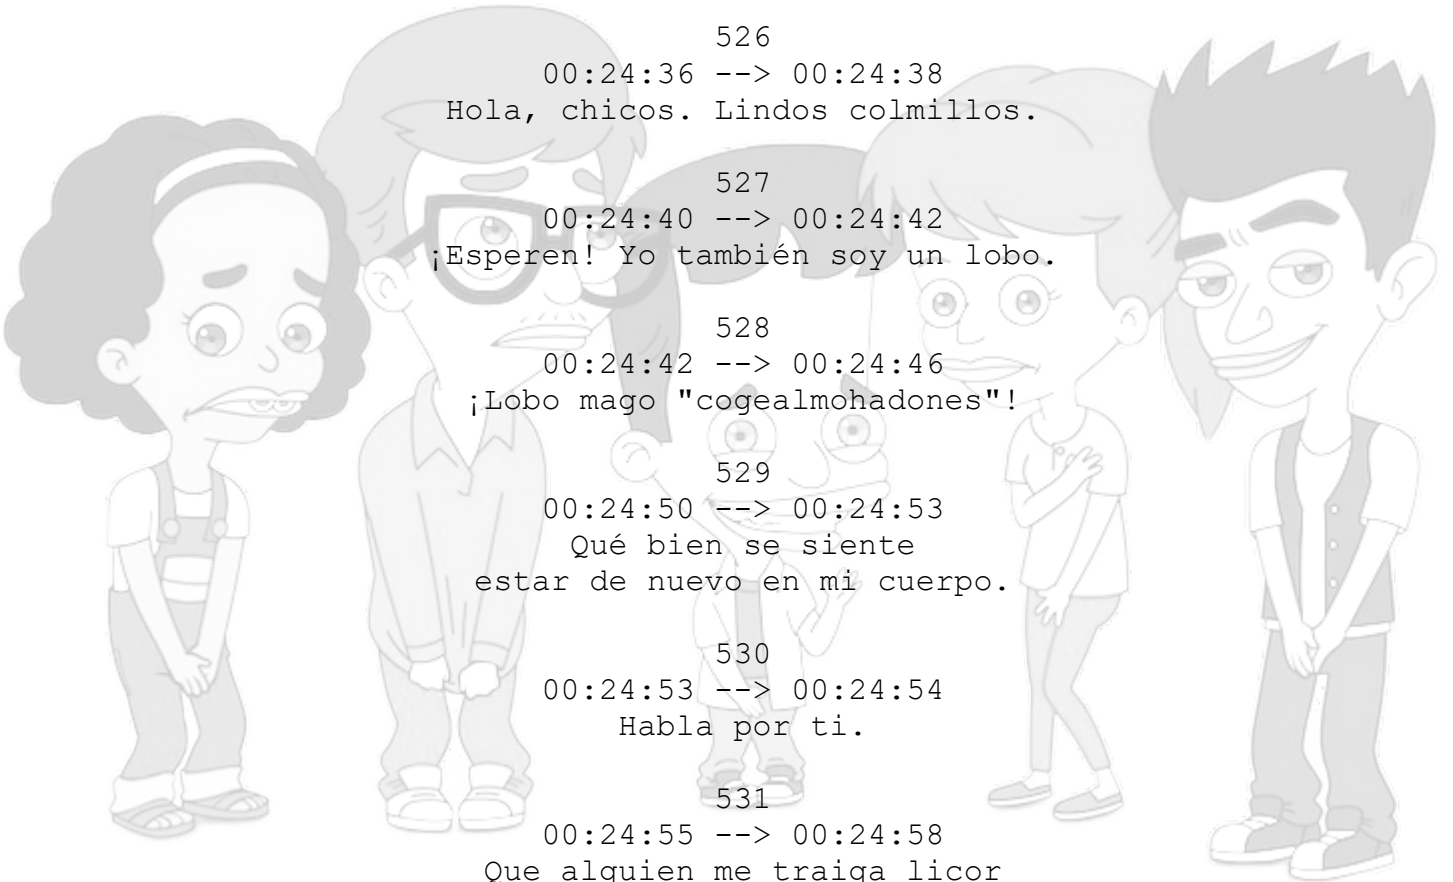 526
00:24:36 --> 00:24:38
Hola, chicos. Lindos colmillos.
527
00:24:40 --> 00:24:42
¡Esperen! Yo también soy un lobo.
528
00:24:42 --> 00:24:46
¡Lobo mago "cogealmohadones"!
529
00:24:50 --> 00:24:53
Qué bien se siente
estar de nuevo en mi cuerpo.
530
00:24:53 --> 00:24:54
Habla por ti.
531
00:24:55 --> 00:24:58
Que alguien me traiga licor